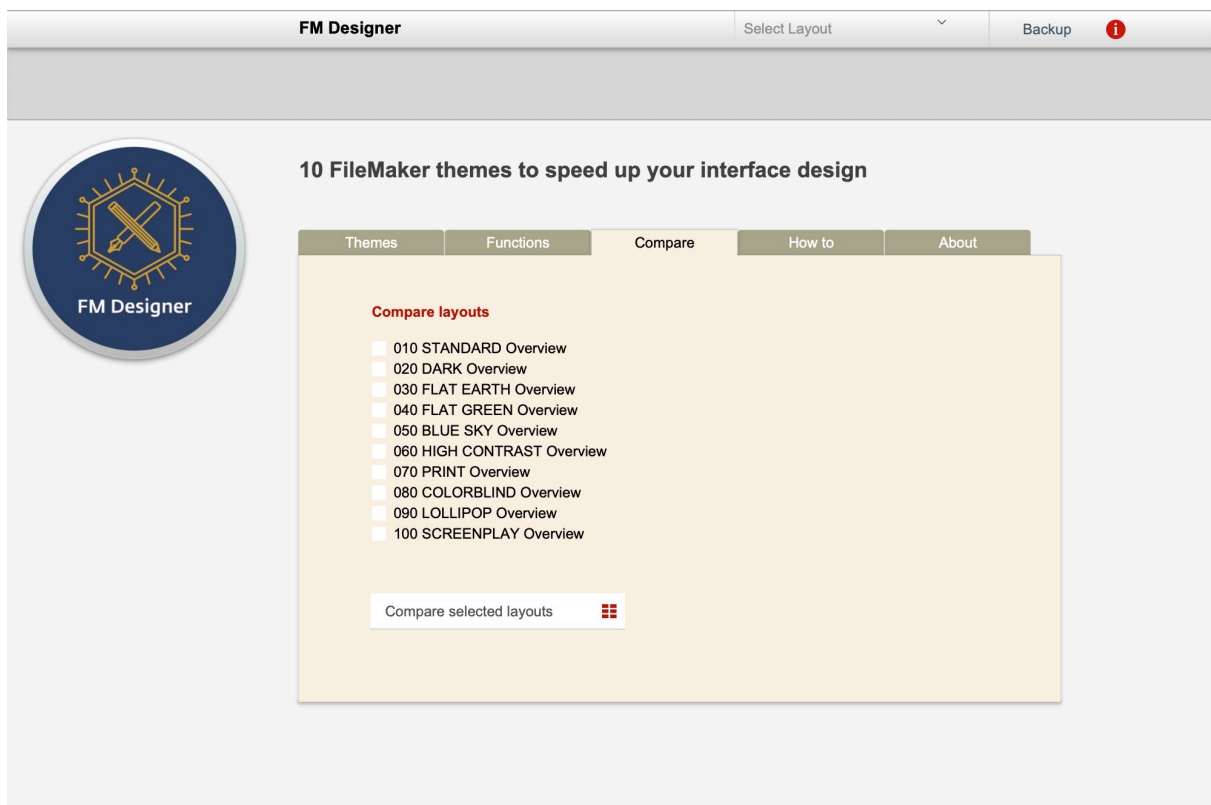 FM Designer
Select Layout
Backup
i
10 FileMaker themes to speed up your interface design
FM Designer
Themes
Functions
Compare
How to
About
Compare layouts
010 STANDARD Overview
020 DARK Overview
030 FLAT EARTH Overview
040 FLAT GREEN Overview
050 BLUE SKY Overview
060 HIGH CONTRAST Overview
070 PRINT Overview
080 COLORBLIND Overview
090 LOLLIPOP Overview
100 SCREENPLAY Overview
Compare selected layouts